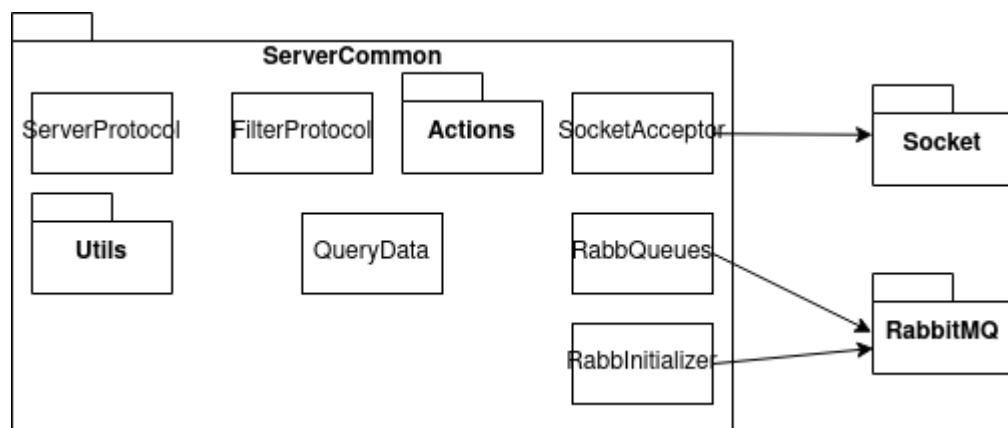 ServerCommon
ServerProtocol
FilterProtocol
Actions
SocketAcceptor
Socket
Utils
QueryData
RabbQueues
RabbitMQ
RabbInitializer